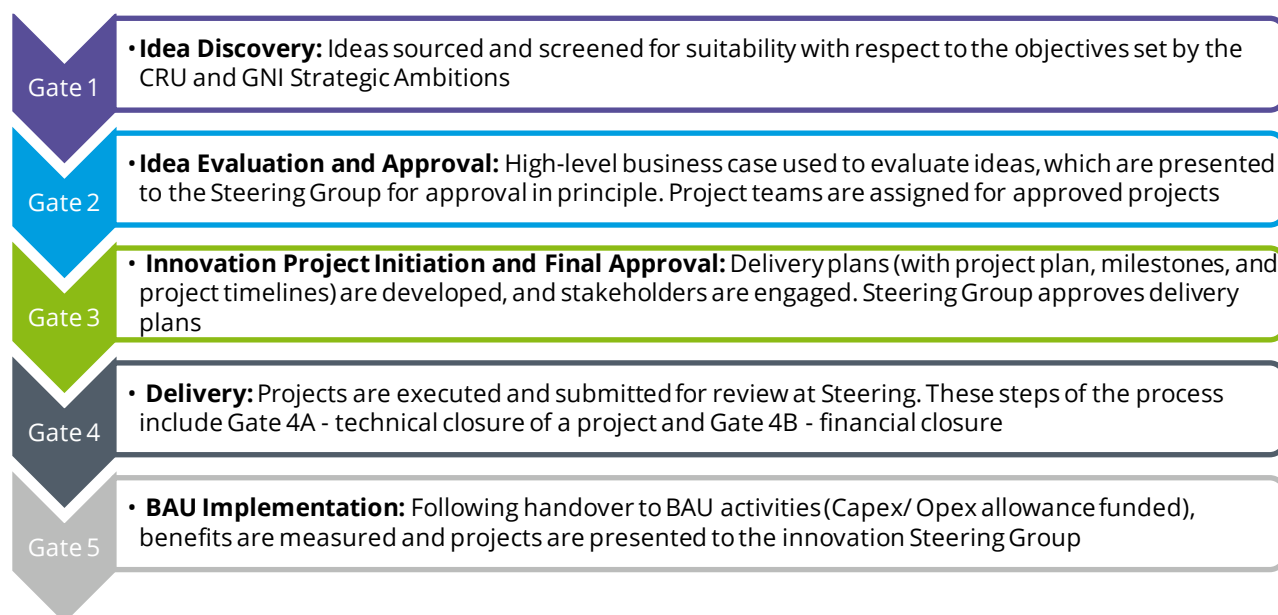 Gate 1
• Idea Discovery: Ideas sourced and screened for suitability with respect to the objectives set by the
CRU and GNI Strategic Ambitions
Gate 2
• Idea Evaluation and Approval: High-level business case used to evaluate ideas, which are presented
to the Steering Group for approval in principle. Project teams are assigned for approved projects
Gate 3
• Innovation Project Initiation and Final Approval: Delivery plans (with project plan, milestones, and
project timelines) are developed, and stakeholders are engaged. Steering Group approves delivery
plans
Gate 4
• Delivery: Projects are executed and submitted for review at Steering. These steps of the process
include Gate 4A - technical closure of a project and Gate 4B - financial closure
Gate 5
• BAU Implementation: Following handover to BAU activities (Capex/ Opex allowance funded),
benefits are measured and projects are presented to the innovation Steering Group